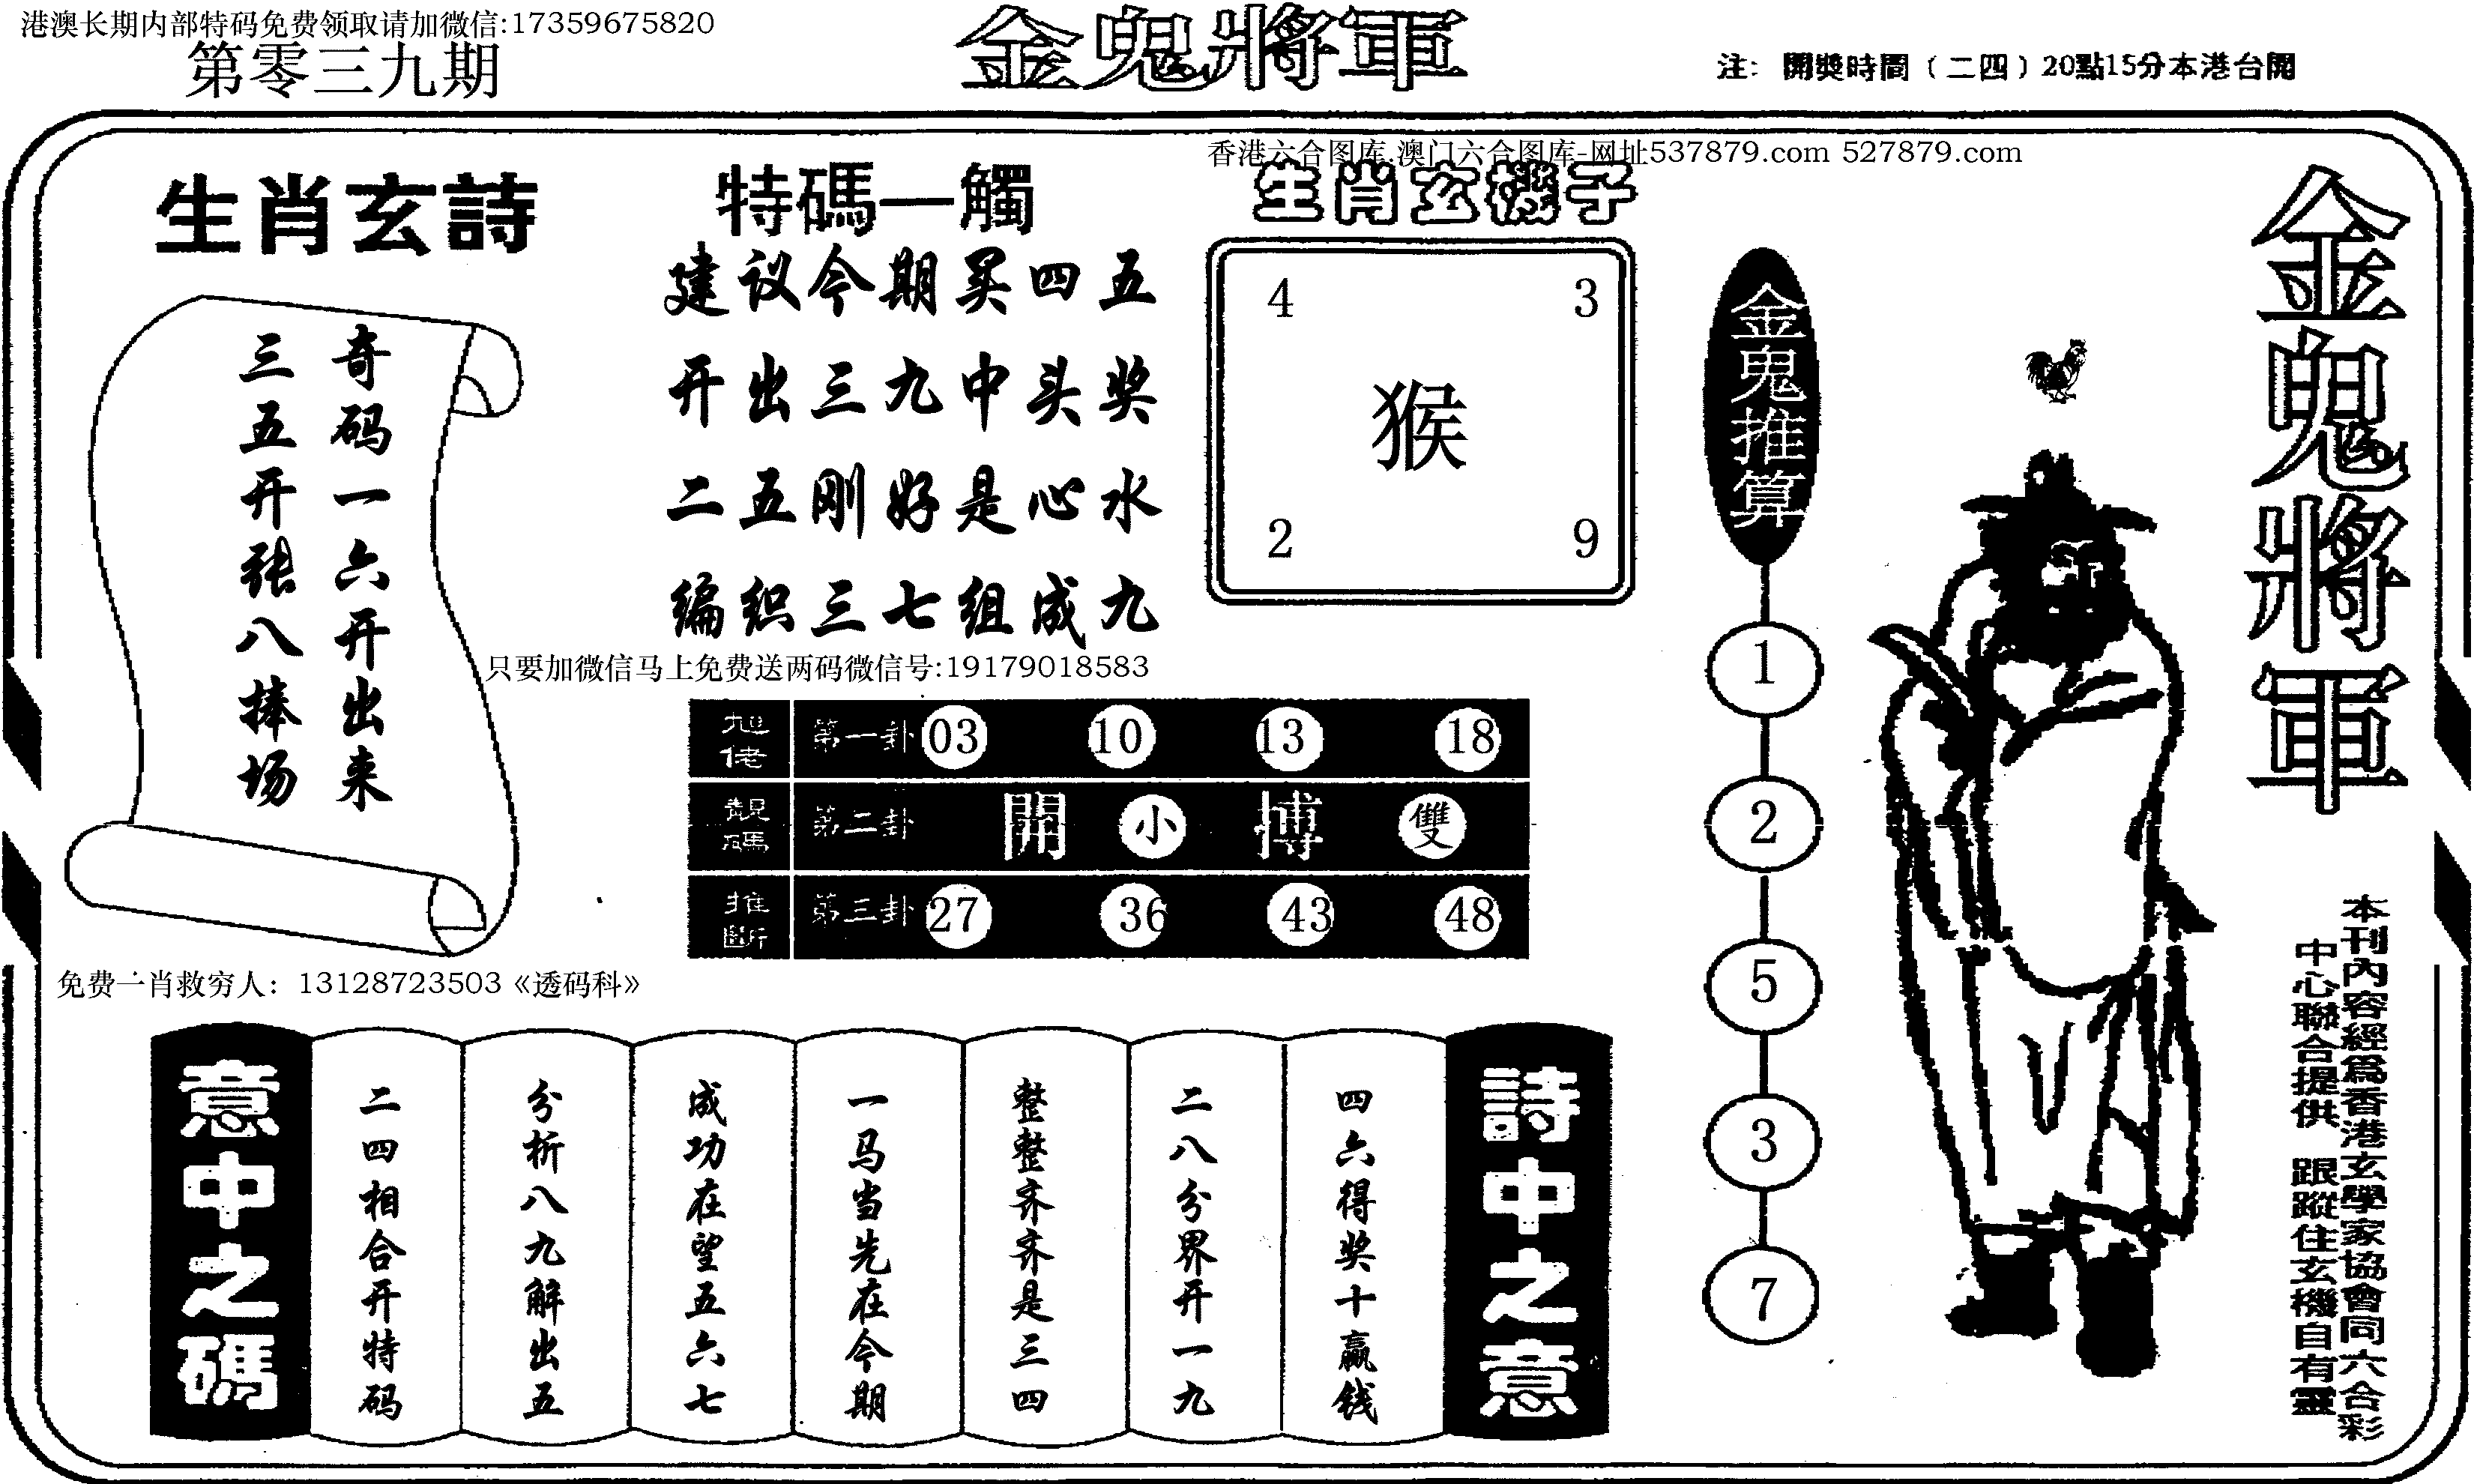 港澳长期内部特码免费领取请加微信:17359675820
第零三九期
金鬼將軍
注：開獎時間（二四）20點15分本港台開
香港六合图库.澳门六合图库-网址537879.com 527879.com
生肖玄詩
奇码一六开出来
三五开张八捧场
特碼一觸
建议今期买四五
开出三九中头奖
二五刚好是心水
编织三七组成九
生肖玄機子
4 3
猴
2 9
只要加微信马上免费送两码微信号:19179018583
旭佬靚碼推斷
第一卦 03 10 13 18
第二卦 開 小 博 雙
第三卦 27 36 43 48
免费一肖救穷人：13128723503《透码科》
詩中之意
四六得奖十赢钱
二八分界开一九
整整齐齐是三四
一马当先在今期
成功在望五六七
分析八九解出五
二四相合开特码
意中之碼
金鬼推算
1
2
5
3
7
金鬼將軍
本刊內容經爲香港玄學家協會同六合彩
中心聯合提供 跟蹤住玄機自有靈